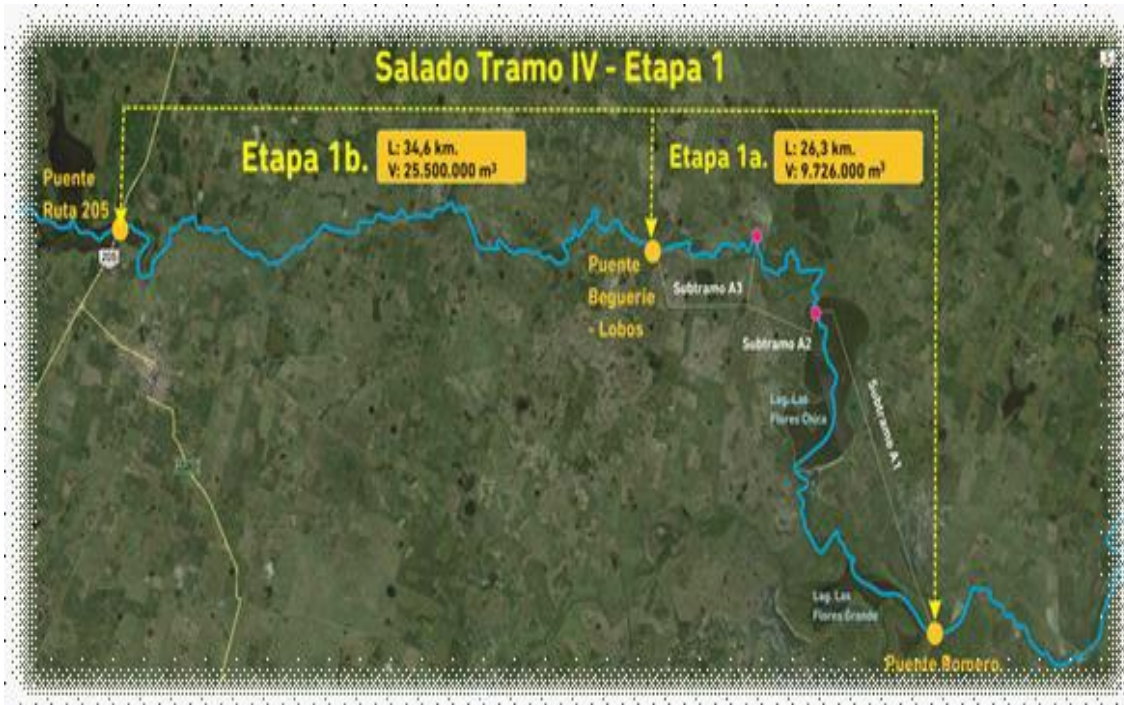 Salado Tramo IV - Etapa 1
Etapa 1b.
L: 34,6 km.
V: 25.500.000 m³
Etapa 1a.
L: 26,3 km.
V: 9.726.000 m³
Puente
Ruta 205
205
Puente
Beguerie
- Lobos
Subtramo A3
Subtramo A2
Subtramo A1
Lag. Las
Flores Chica
Lag. Las
Flores Grande
Puente Romero